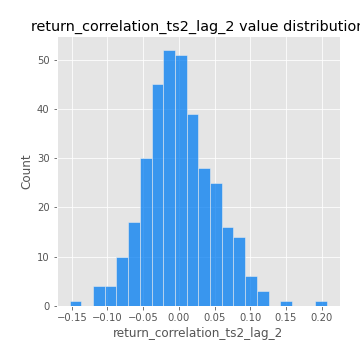 return_correlation_ts2_lag_2 value distribution
50
40
30
20
10
0
Count
−0.15 −0.10 −0.05 0.00 0.05 0.10 0.15 0.20
return_correlation_ts2_lag_2